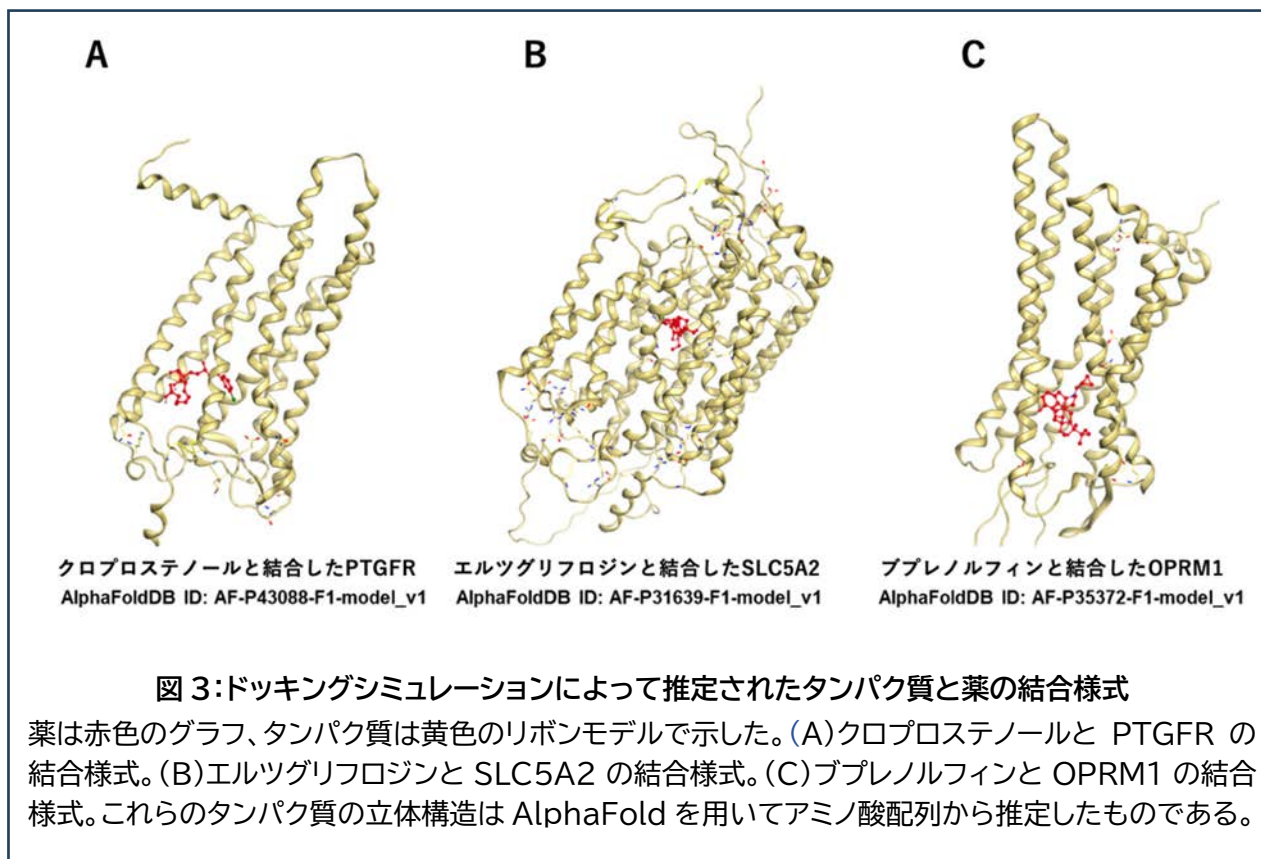 A
B
C
クロプロステノールと結合したPTGFR
AlphaFoldDB ID: AF-P43088-F1-model_v1
エルツグリフロジンと結合したSLC5A2
AlphaFoldDB ID: AF-P31639-F1-model_v1
ブプレノルフィンと結合したOPRM1
AlphaFoldDB ID: AF-P35372-F1-model_v1
図 3:ドッキングシミュレーションによって推定されたタンパク質と薬の結合様式
薬は赤色のグラフ、タンパク質は黄色のリボンモデルで示した。(A)クロプロステノールと PTGFR の
結合様式。(B)エルツグリフロジンと SLC5A2 の結合様式。(C)ブプレノルフィンと OPRM1 の結合
様式。これらのタンパク質の立体構造は AlphaFold を用いてアミノ酸配列から推定したものである。